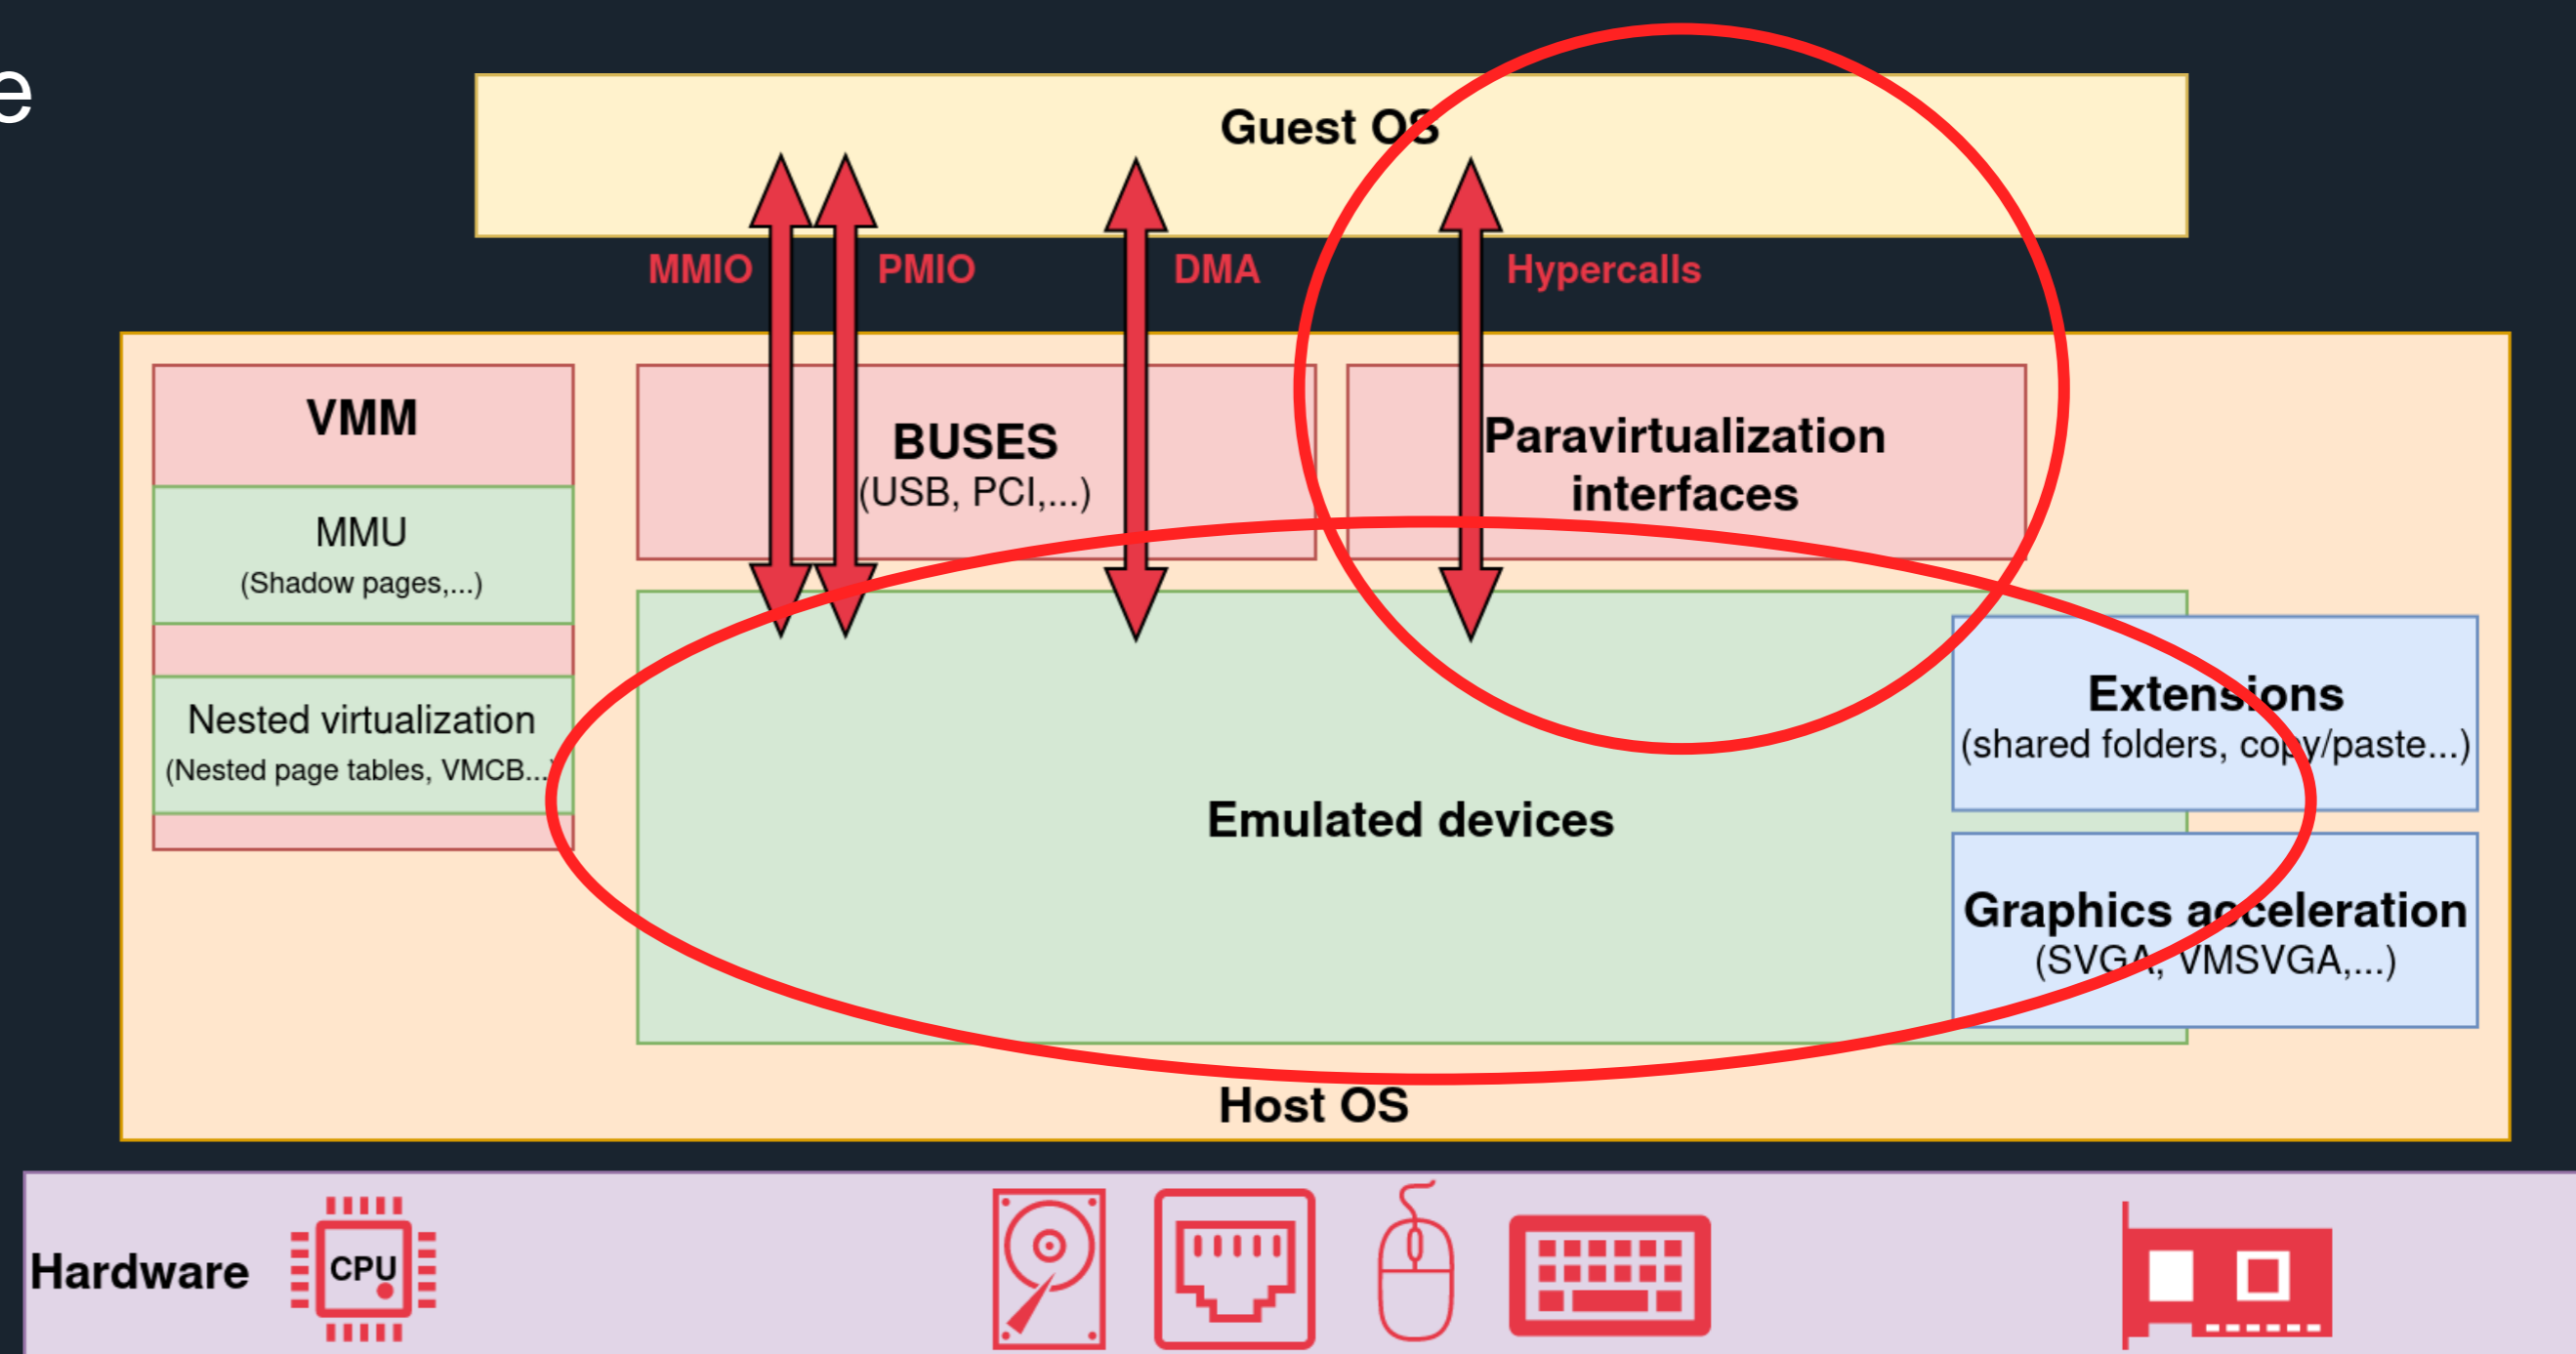 e
Guest OS
MMIO
PMIO
DMA
Hypercalls
VMM
MMU
(Shadow pages,...)
Nested virtualization
(Nested page tables, VMCB...)
BUSES
(USB, PCI,...)
Paravirtualization
interfaces
Emulated devices
Extensions
(shared folders, copy/paste...)
Graphics acceleration
(SVGA, VMSVGA,...)
Host OS
Hardware
CPU